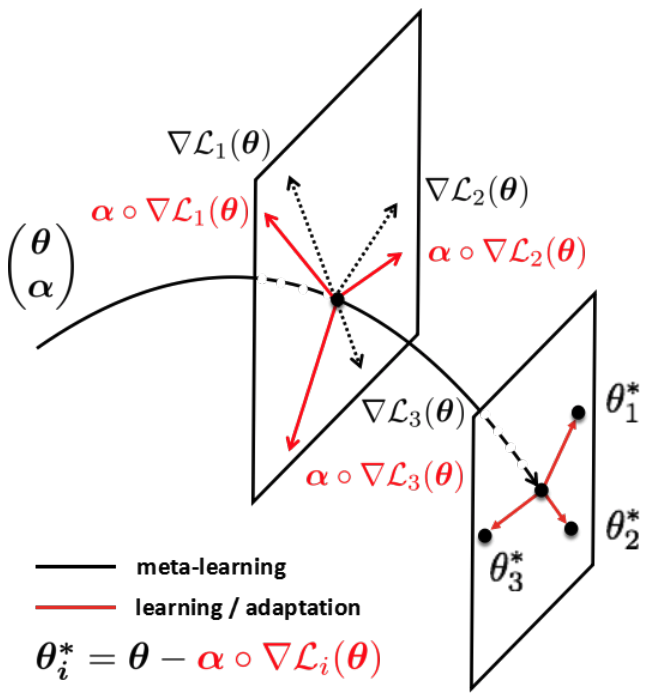 ∇ℒ₁(θ)
∇ℒ₂(θ)
α ∘ ∇ℒ₁(θ)
α ∘ ∇ℒ₂(θ)
(θ
α)
∇ℒ₃(θ)
θ₁*
α ∘ ∇ℒ₃(θ)
θ₂*
θ₃*
meta-learning
learning / adaptation
θᵢ* = θ − α ∘ ∇ℒᵢ(θ)